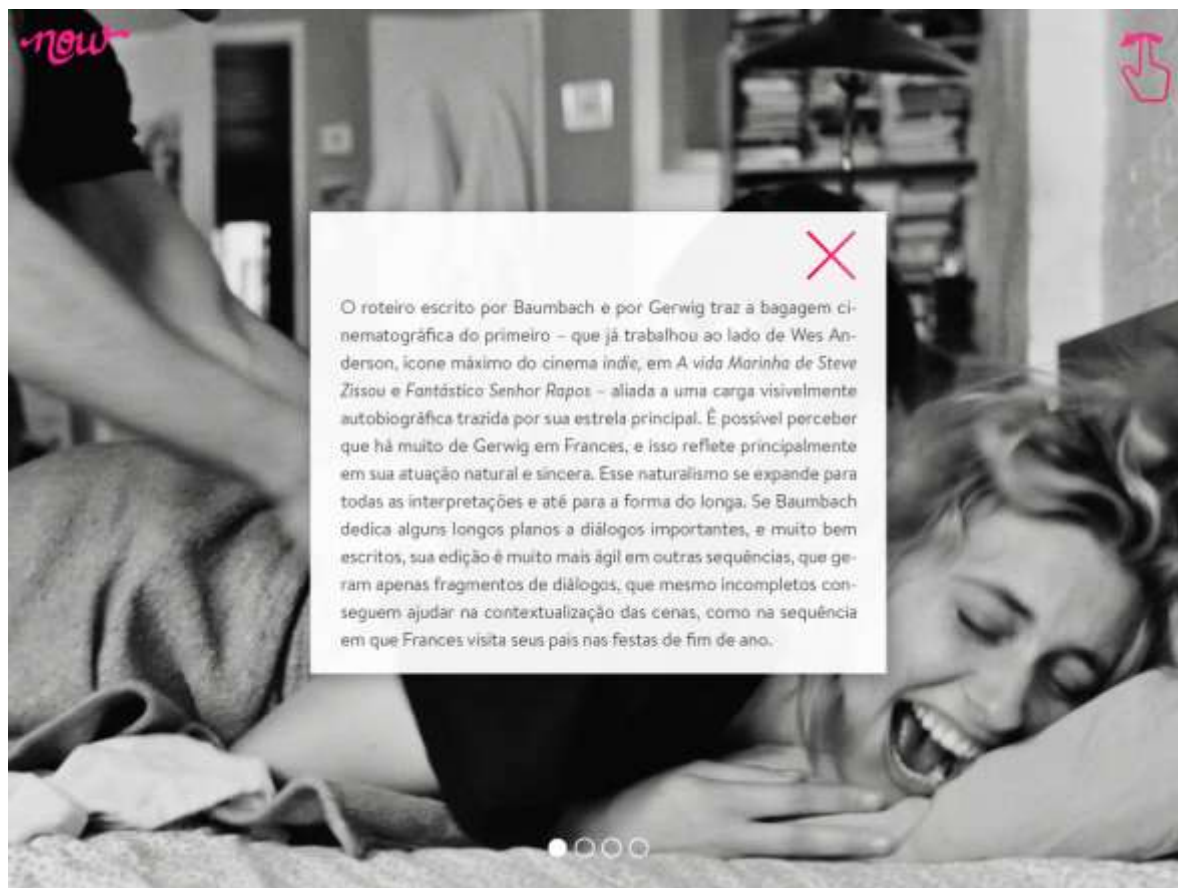 now
O roteiro escrito por Baumbach e por Gerwig traz a bagagem ci-
nematográfica do primeiro – que já trabalhou ao lado de Wes An-
derson, ícone máximo do cinema indie, em A vida Marinha de Steve
Zissou e Fantástico Senhor Rapos – aliada a uma carga visivelmente
autobiográfica trazida por sua estrela principal. É possível perceber
que há muito de Gerwig em Frances, e isso reflete principalmente
em sua atuação natural e sincera. Esse naturalismo se expande para
todas as interpretações e até para a forma do longa. Se Baumbach
dedica alguns longos planos a diálogos importantes, e muito bem
escritos, sua edição é muito mais ágil em outras sequências, que ge-
ram apenas fragmentos de diálogos, que mesmo incompletos con-
seguem ajudar na contextualização das cenas, como na sequência
em que Frances visita seus pais nas festas de fim de ano.